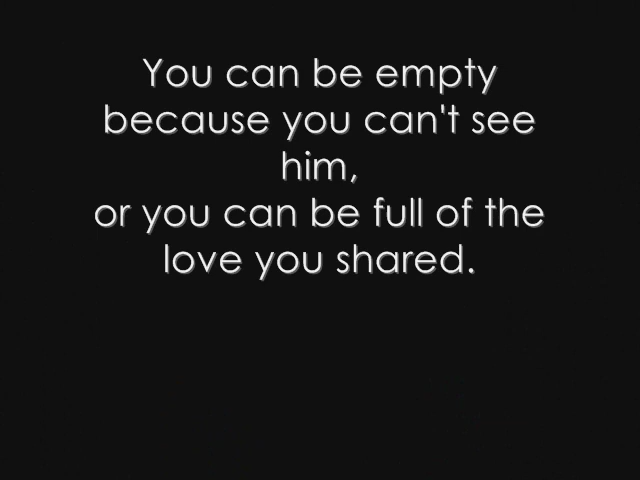 You can be empty
because you can't see
him,
or you can be full of the
love you shared.